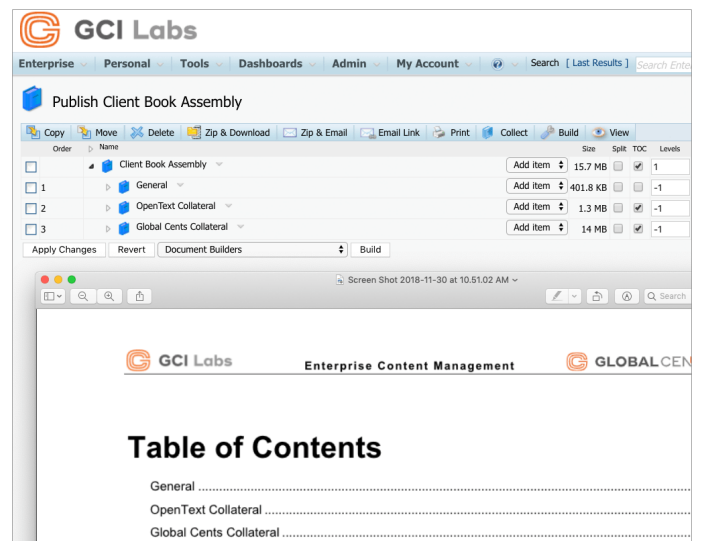 GCI Labs
Enterprise Personal Tools Dashboards Admin My Account Search [ Last Results ] Search Ente
Publish Client Book Assembly
Copy Move Delete Zip & Download Zip & Email Email Link Print Collect Build View
Order Name Size Split TOC Levels
Client Book Assembly Add item 15.7 MB 1
1 General Add item 401.8 KB -1
2 OpenText Collateral Add item 1.3 MB -1
3 Global Cents Collateral Add item 14 MB -1
Apply Changes Revert Document Builders Build
Screen Shot 2018-11-30 at 10.51.02 AM
Search
GCI Labs Enterprise Content Management GLOBALCEN
Table of Contents
General ................................................................
OpenText Collateral ................................................................
Global Cents Collateral ................................................................